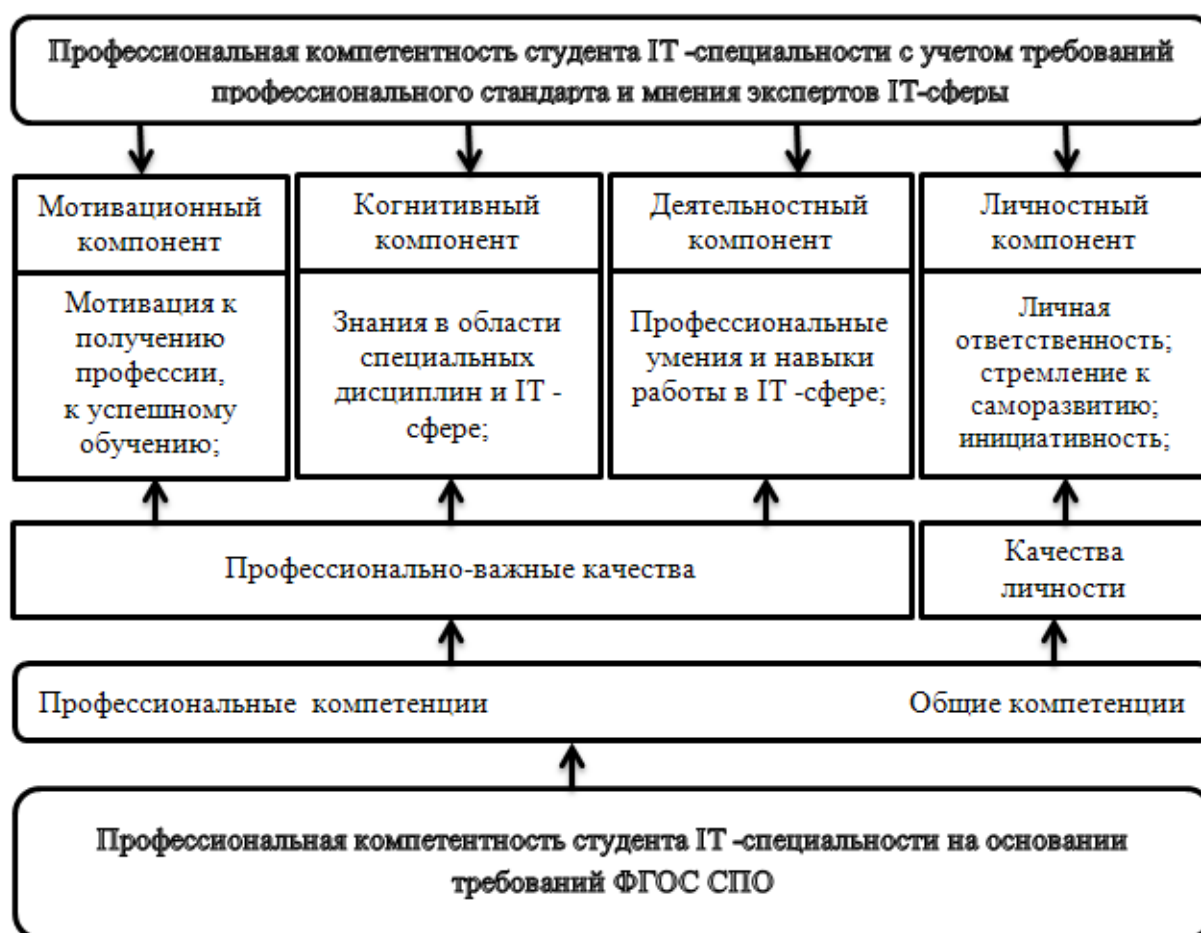 Профессиональная компетентность студента IT -специальности с учетом требований
профессионального стандарта и мнения экспертов IT-сферы
Мотивационный
компонент
Когнитивный
компонент
Деятельностный
компонент
Личностный
компонент
Мотивация к
получению
профессии,
к успешному
обучению;
Знания в области
специальных
дисциплин и IT -
сфере;
Профессиональные
умения и навыки
работы в IT -сфере;
Личная
ответственность;
стремление к
саморазвитию;
инициативность;
Профессионально-важные качества
Качества
личности
Профессиональные компетенции
Общие компетенции
Профессиональная компетентность студента IT -специальности на основании
требований ФГОС СПО